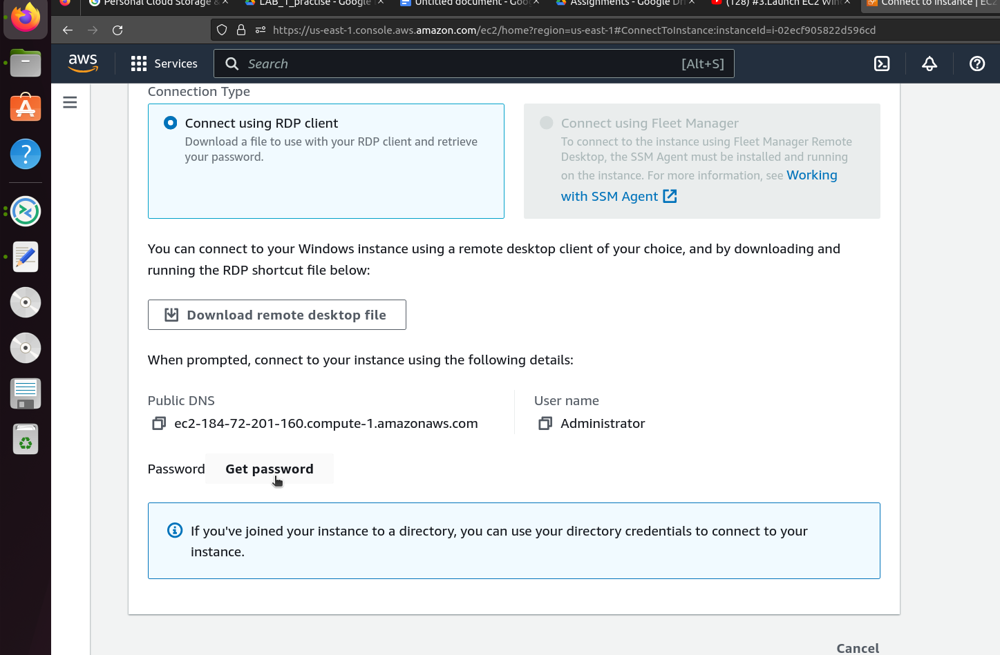 Personal Cloud Storage &
LAB_1_practise - Google
Untitled document - Goo
Assignments - Google Dri
(128) #3.Launch EC2 Win
Connect to instance | EC2
https://us-east-1.console.aws.amazon.com/ec2/home?region=us-east-1#ConnectToInstance:instanceId=i-02ecf905822d596cd
aws
Services
Search
[Alt+S]
Connection Type
Connect using RDP client
Download a file to use with your RDP client and retrieve
your password.
Connect using Fleet Manager
To connect to the instance using Fleet Manager Remote
Desktop, the SSM Agent must be installed and running
on the instance. For more information, see Working
with SSM Agent
You can connect to your Windows instance using a remote desktop client of your choice, and by downloading and
running the RDP shortcut file below:
Download remote desktop file
When prompted, connect to your instance using the following details:
Public DNS
ec2-184-72-201-160.compute-1.amazonaws.com
User name
Administrator
Password
Get password
If you've joined your instance to a directory, you can use your directory credentials to connect to your
instance.
Cancel